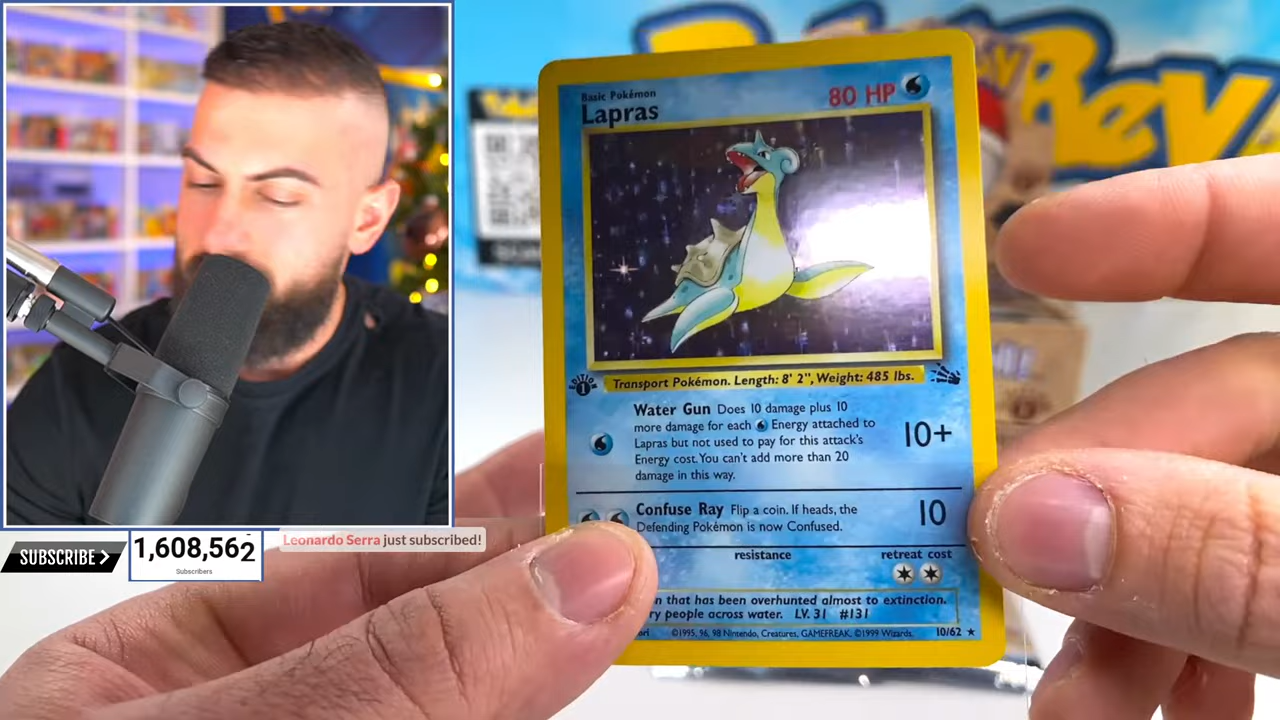 Basic Pokémon
Lapras
80 HP
EDITION
1
Transport Pokémon. Length: 8' 2", Weight: 485 lbs.
Water Gun Does 10 damage plus 10
more damage for each Energy attached to
Lapras but not used to pay for this attack's
Energy cost. You can't add more than 20
damage in this way.
10+
Confuse Ray Flip a coin. If heads, the
Defending Pokémon is now Confused.
10
resistance
retreat cost
that has been overhunted almost to extinction.
people across water. LV. 31 #131
©1995, 96, 98 Nintendo, Creatures, GAMEFREAK. ©1999 Wizards.
10/62 ★
SUBSCRIBE >
1,608,562
Subscribers
Leonardo Serra just subscribed!